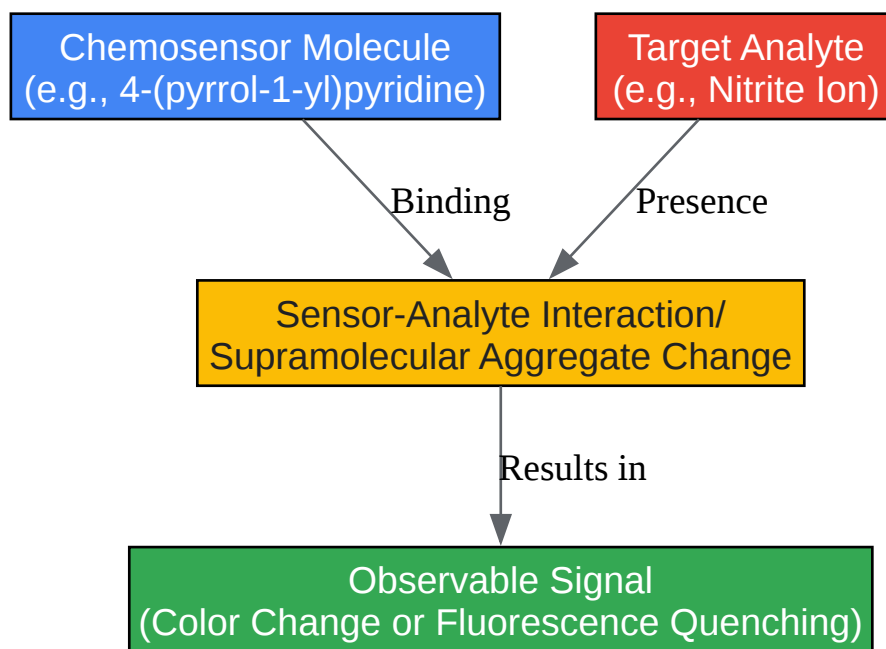 Chemosensor Molecule
(e.g., 4-(pyrrol-1-yl)pyridine)
Target Analyte
(e.g., Nitrite Ion)
Binding
Presence
Sensor-Analyte Interaction/
Supramolecular Aggregate Change
Results in
Observable Signal
(Color Change or Fluorescence Quenching)